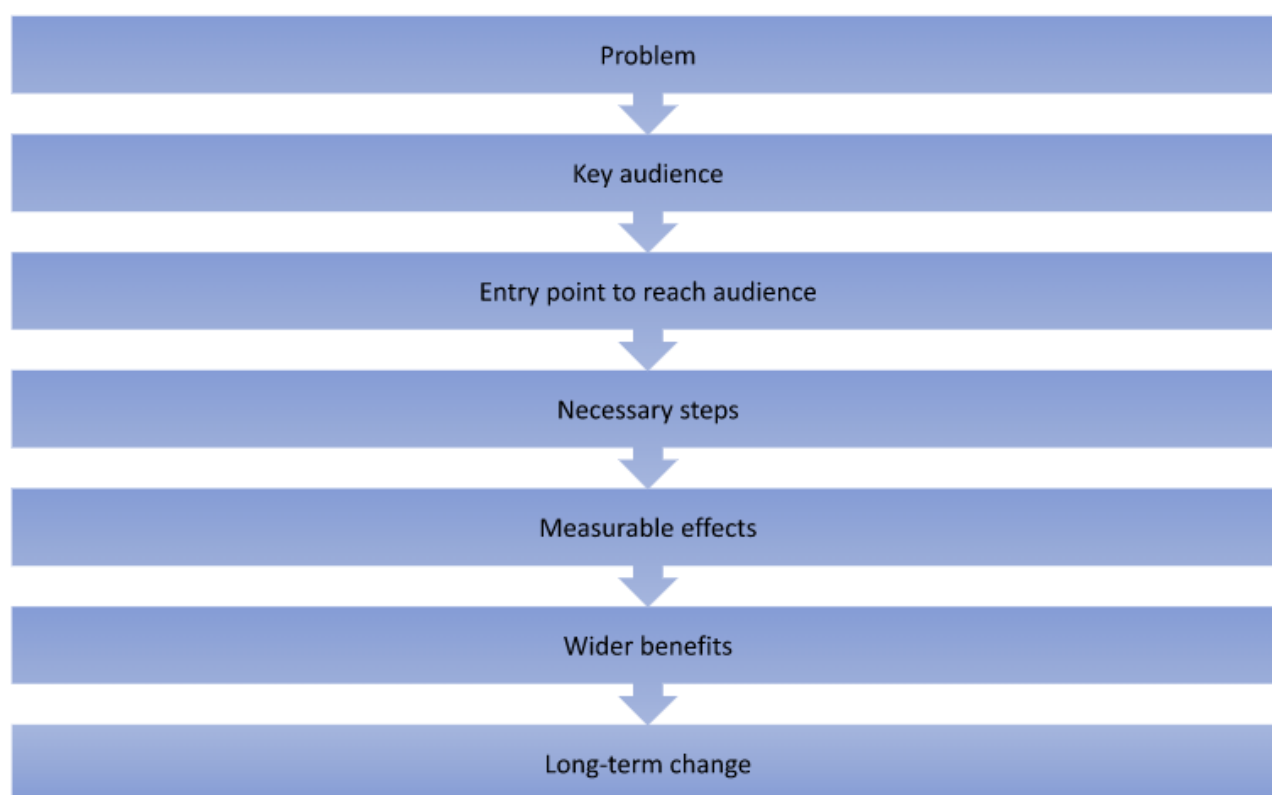 Problem
Key audience
Entry point to reach audience
Necessary steps
Measurable effects
Wider benefits
Long-term change